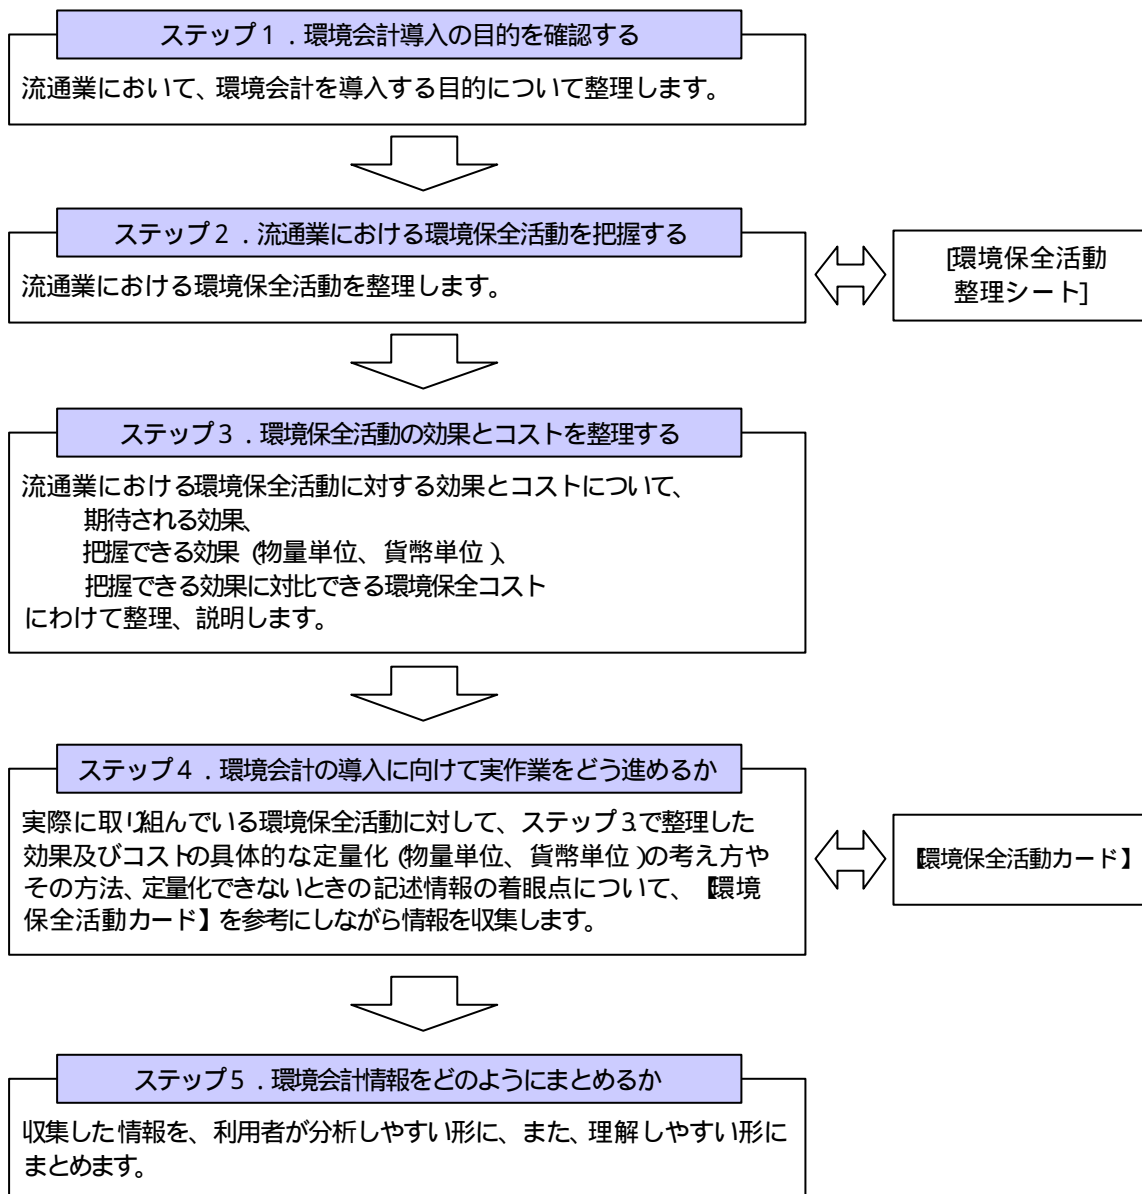 ステップ1．環境会計導入の目的を確認する
流通業において、環境会計を導入する目的について整理します。
ステップ2．流通業における環境保全活動を把握する
流通業における環境保全活動を整理します。
[環境保全活動
整理シート]
ステップ3．環境保全活動の効果とコストを整理する
流通業における環境保全活動に対する効果とコストについて、
期待される効果、
把握できる効果（物量単位、貨幣単位）、
把握できる効果に対比できる環境保全コスト
にわけて整理、説明します。
ステップ4．環境会計の導入に向けて実作業をどう進めるか
実際に取り組んでいる環境保全活動に対して、ステップ3.で整理した
効果及びコストの具体的な定量化（物量単位、貨幣単位）の考え方や
その方法、定量化できないときの記述情報の着眼点について、【環境
保全活動カード】を参考にしながら情報を収集します。
【環境保全活動カード】
ステップ5．環境会計情報をどのようにまとめるか
収集した情報を、利用者が分析しやすい形に、また、理解しやすい形に
まとめます。